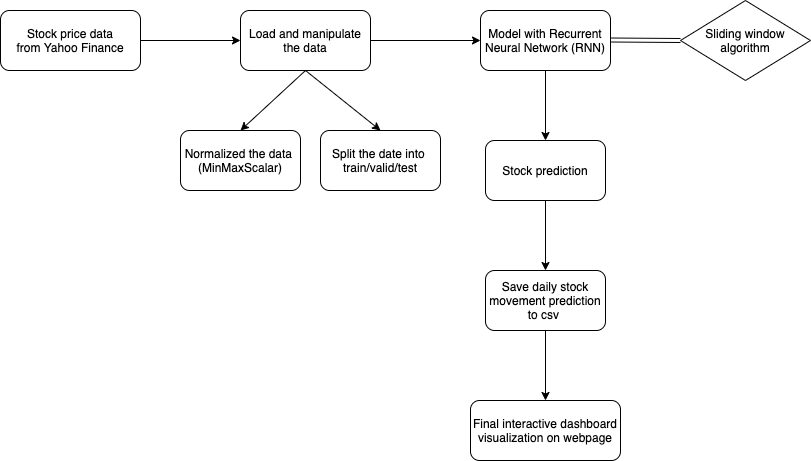 Stock price data
from Yahoo Finance
Load and manipulate
the data
Model with Recurrent
Neural Network (RNN)
Sliding window
algorithm
Normalized the data
(MinMaxScalar)
Split the date into
train/valid/test
Stock prediction
Save daily stock
movement prediction
to csv
Final interactive dashboard
visualization on webpage